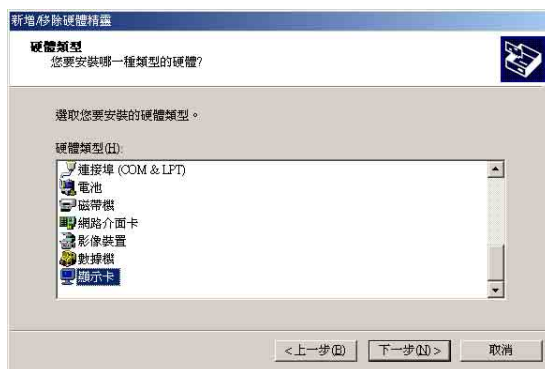 新增/移除硬體精靈
硬體類型
您要安裝哪一種類型的硬體?
選取您要安裝的硬體類型。
硬體類型(H):
連接埠 (COM & LPT)
電池
磁帶機
網路介面卡
影像裝置
數據機
顯示卡
<上一步(B)
下一步(N)>
取消